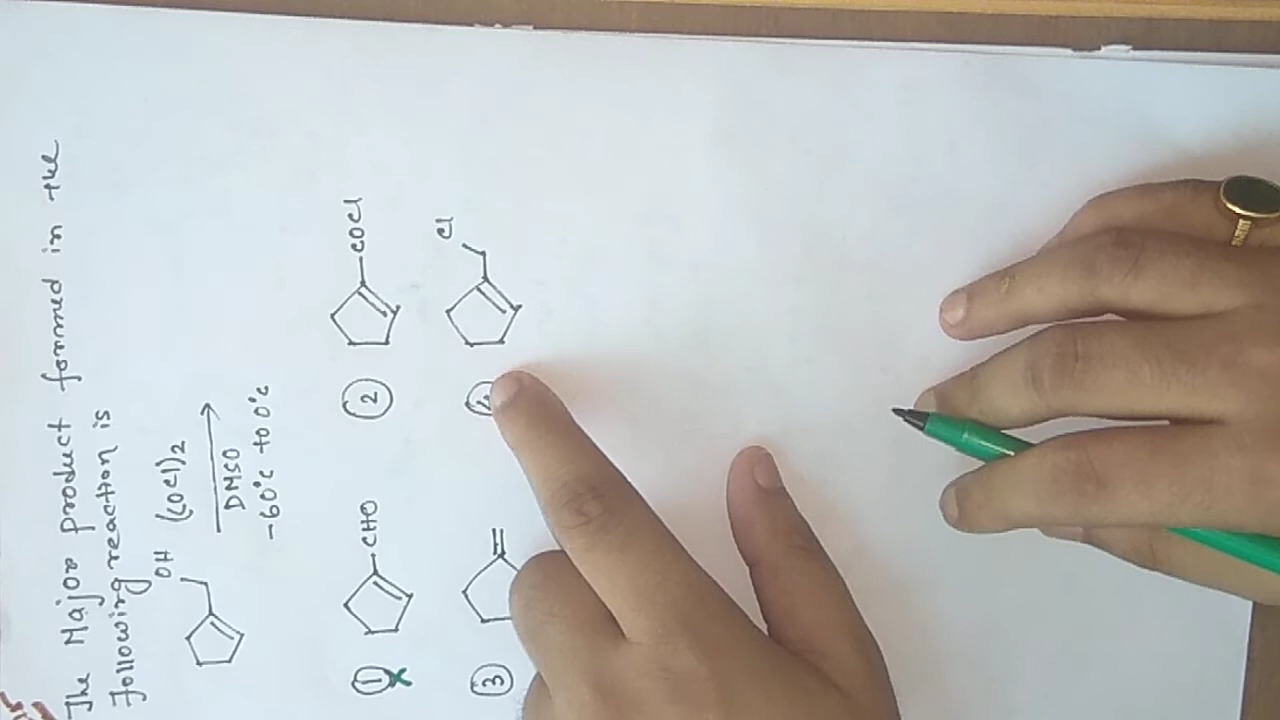 The Major product formed in the
following reaction is
OH (COCl)2
DMSO
-60°C to 0°C
1 CHO 2 COCl
3 4 Cl